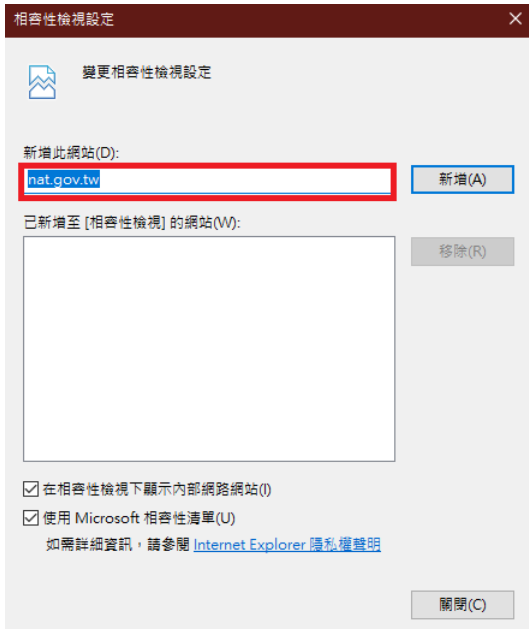 相容性檢視設定
變更相容性檢視設定
新增此網站(D):
nat.gov.tw
新增(A)
已新增至 [相容性檢視] 的網站(W):
移除(R)
在相容性檢視下顯示內部網路網站(I)
使用 Microsoft 相容性清單(U)
如需詳細資訊，請參閱 Internet Explorer 隱私權聲明
關閉(C)